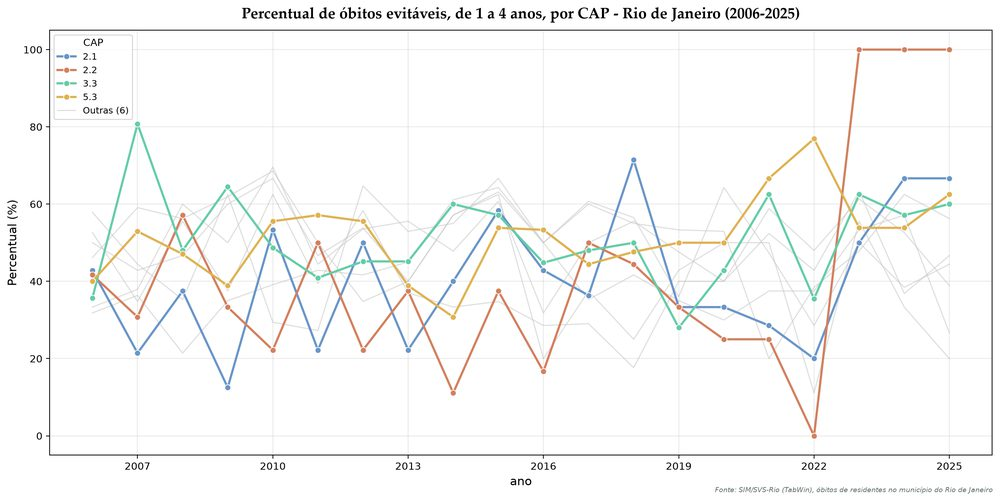 Percentual de óbitos evitáveis, de 1 a 4 anos, por CAP - Rio de Janeiro (2006-2025)
CAP
2.1
2.2
3.3
5.3
Outras (6)
Percentual (%)
100
80
60
40
20
0
2007
2010
2013
2016
2019
2022
2025
ano
Fonte: SIM/SVS-Rio (TabWin), óbitos de residentes no município do Rio de Janeiro